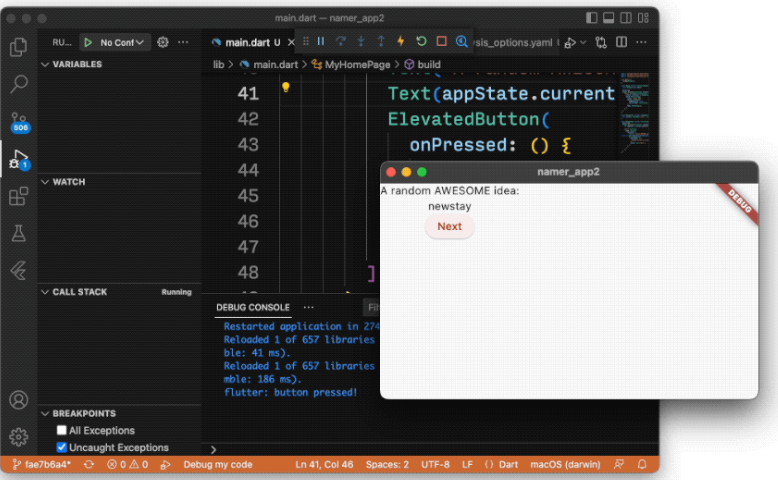 main.dart — namer_app2
RU... No Conf
main.dart U
sis_options.yaml
VARIABLES
lib > main.dart > MyHomePage > build
41 Text(appState.current
42 ElevatedButton(
43 onPressed: () {
44
45
46
47
48 ]
WATCH
CALL STACK Running
BREAKPOINTS
All Exceptions
Uncaught Exceptions
506
1
DEBUG CONSOLE ... Fil
Restarted application in 274
Reloaded 1 of 657 libraries
ble: 41 ms).
Reloaded 1 of 657 libraries
mble: 186 ms).
flutter: button pressed!
>
namer_app2
A random AWESOME idea:
newstay
Next
DEBUG
fae7b6a4* 0 0 Debug my code Ln 41, Col 46 Spaces: 2 UTF-8 LF () Dart macOS (darwin)